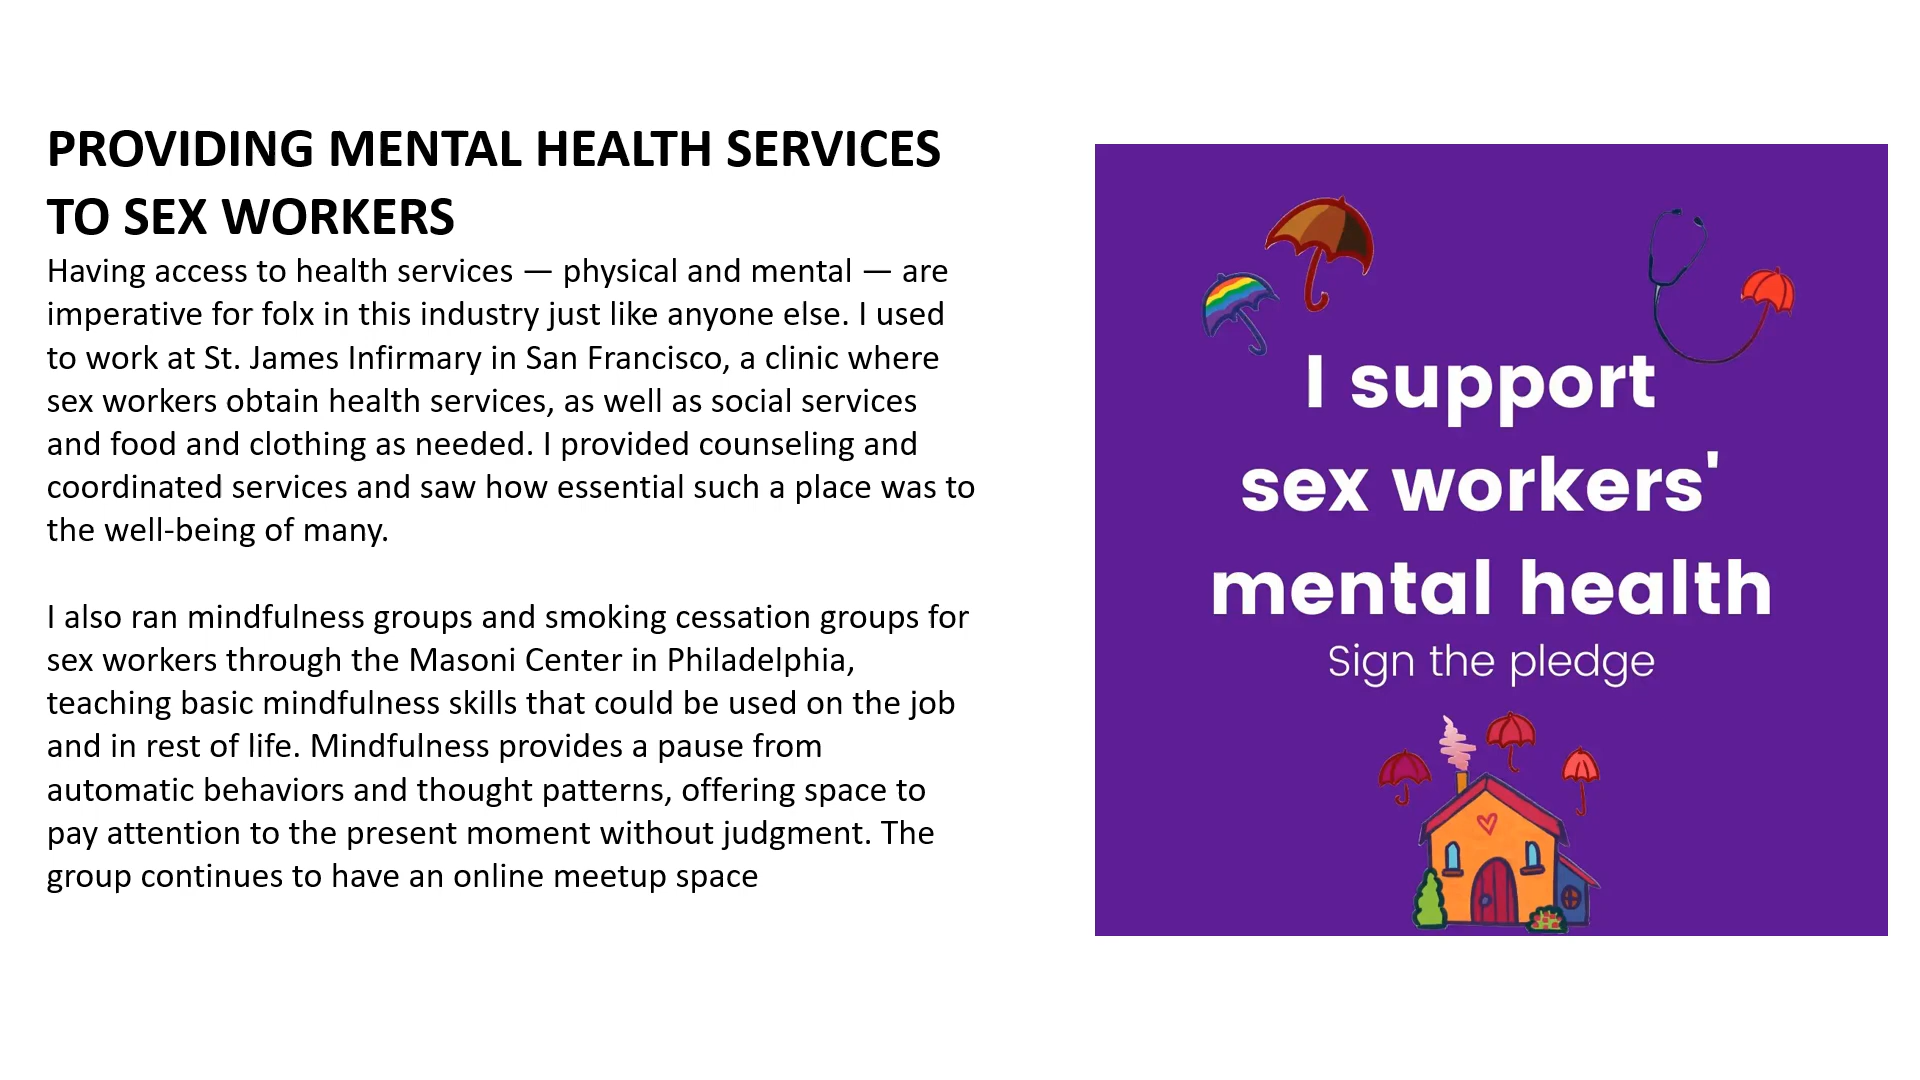 PROVIDING MENTAL HEALTH SERVICES
TO SEX WORKERS
Having access to health services — physical and mental — are
imperative for folx in this industry just like anyone else. I used
to work at St. James Infirmary in San Francisco, a clinic where
sex workers obtain health services, as well as social services
and food and clothing as needed. I provided counseling and
coordinated services and saw how essential such a place was to
the well-being of many.
I also ran mindfulness groups and smoking cessation groups for
sex workers through the Masoni Center in Philadelphia,
teaching basic mindfulness skills that could be used on the job
and in rest of life. Mindfulness provides a pause from
automatic behaviors and thought patterns, offering space to
pay attention to the present moment without judgment. The
group continues to have an online meetup space
I support
sex workers'
mental health
Sign the pledge